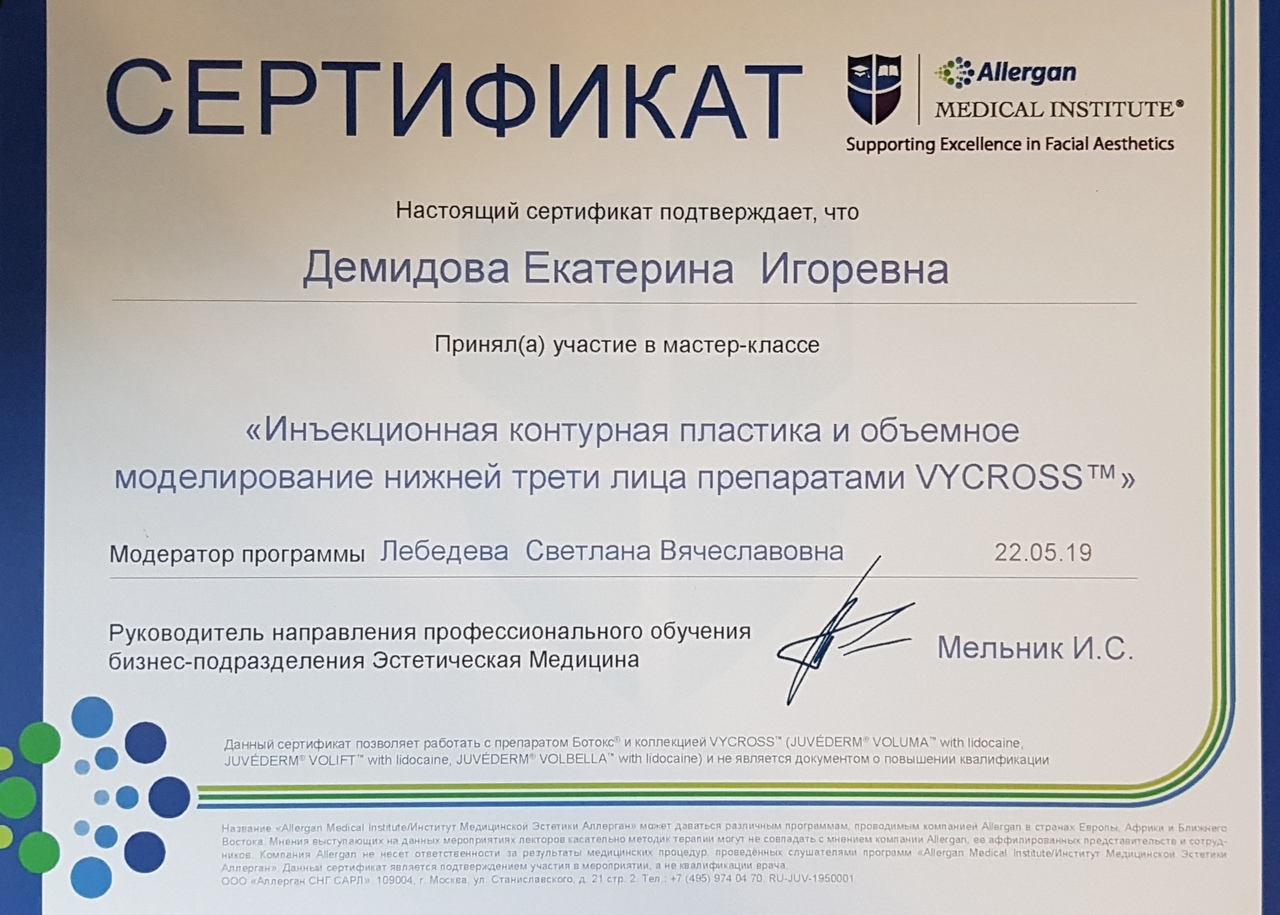 СЕРТИФИКАТ
Allergan
MEDICAL INSTITUTE®
Supporting Excellence in Facial Aesthetics
Настоящий сертификат подтверждает, что
Демидова Екатерина Игоревна
Принял(а) участие в мастер-классе
«Инъекционная контурная пластика и объемное
моделирование нижней трети лица препаратами VYCROSS™»
Модератор программы Лебедева Светлана Вячеславовна 22.05.19
Руководитель направления профессионального обучения
бизнес-подразделения Эстетическая Медицина
Мельник И.С.
Данный сертификат позволяет работать с препаратом Ботокс® и коллекцией VYCROSS™ (JUVÉDERM® VOLUMA™ with lidocaine,
JUVÉDERM® VOLIFT™ with lidocaine, JUVÉDERM® VOLBELLA™ with lidocaine) и не является документом о повышении квалификации
Название «Allergan Medical Institute/Институт Медицинской Эстетики Аллерган» может даваться различным программам, проводимым компанией Allergan в странах Европы, Африки и Ближнего
Востока. Мнения выступающих на данных мероприятиях лекторов касательно методик терапии могут не совпадать с мнением компании Allergan, ее аффилированных представительств и сотруд-
ников. Компания Allergan не несет ответственности за результаты медицинских процедур, проведённых слушателями программ «Allergan Medical Institute/Институт Медицинской Эстетики
Аллерган». Данный сертификат является подтверждением участия в мероприятии, а не квалификации врача.
ООО «Аллерган СНГ САРЛ». 109004, г. Москва, ул. Станиславского, д. 21 стр. 2. Тел.: +7 (495) 974 04 70. RU-JUV-1950001